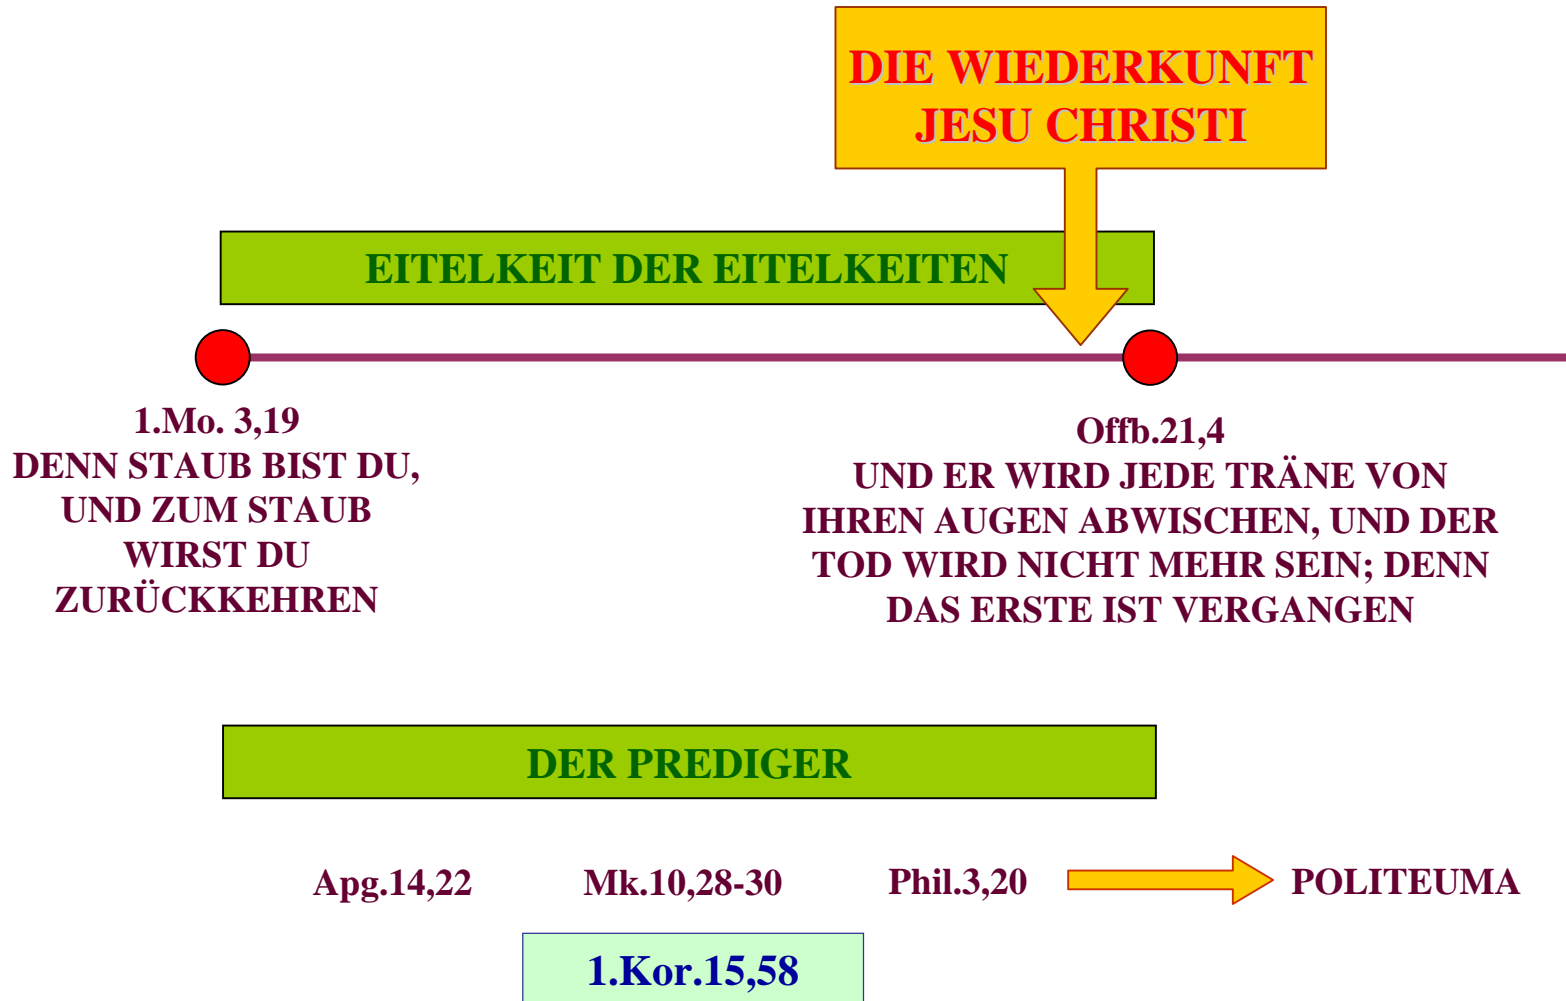 DIE WIEDERKUNFT
JESU CHRISTI
EITELKEIT DER EITELKEITEN
1.Mo. 3,19
DENN STAUB BIST DU,
UND ZUM STAUB
WIRST DU
ZURÜCKKEHREN
Offb.21,4
UND ER WIRD JEDE TRÄNE VON
IHREN AUGEN ABWISCHEN, UND DER
TOD WIRD NICHT MEHR SEIN; DENN
DAS ERSTE IST VERGANGEN
DER PREDIGER
Apg.14,22 Mk.10,28-30 Phil.3,20 POLITEUMA
1.Kor.15,58